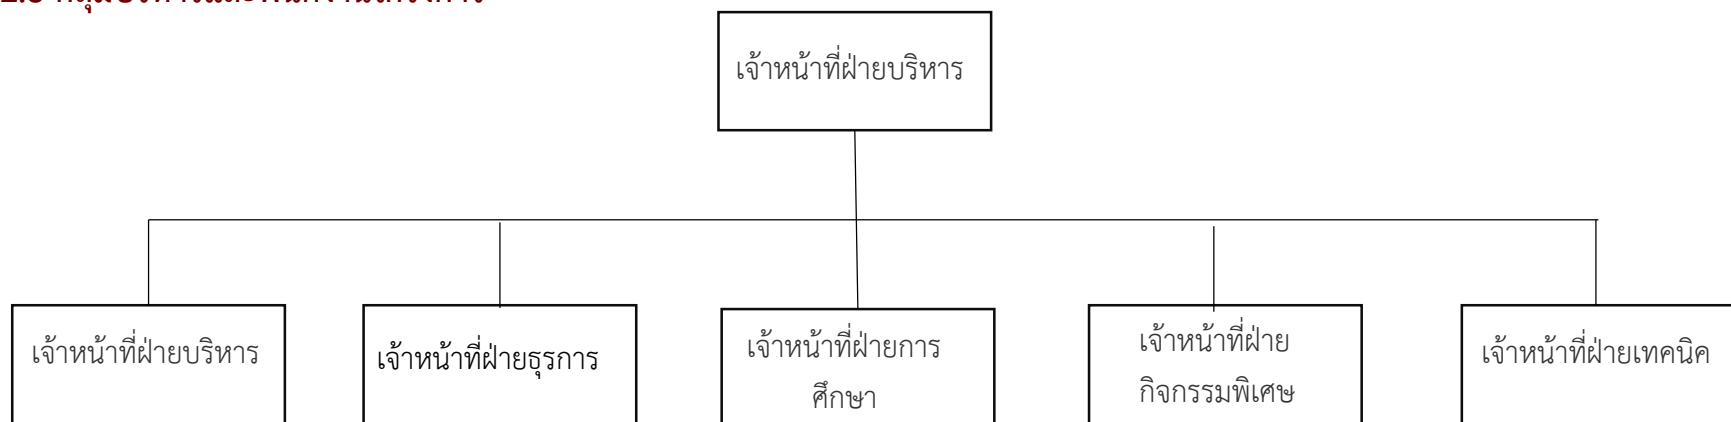 เจ้าหน้าที่ฝ่ายบริหาร
เจ้าหน้าที่ฝ่ายบริหาร
เจ้าหน้าที่ฝ่ายธุรการ
เจ้าหน้าที่ฝ่ายการ
ศึกษา
เจ้าหน้าที่ฝ่าย
กิจกรรมพิเศษ
เจ้าหน้าที่ฝ่ายเทคนิค